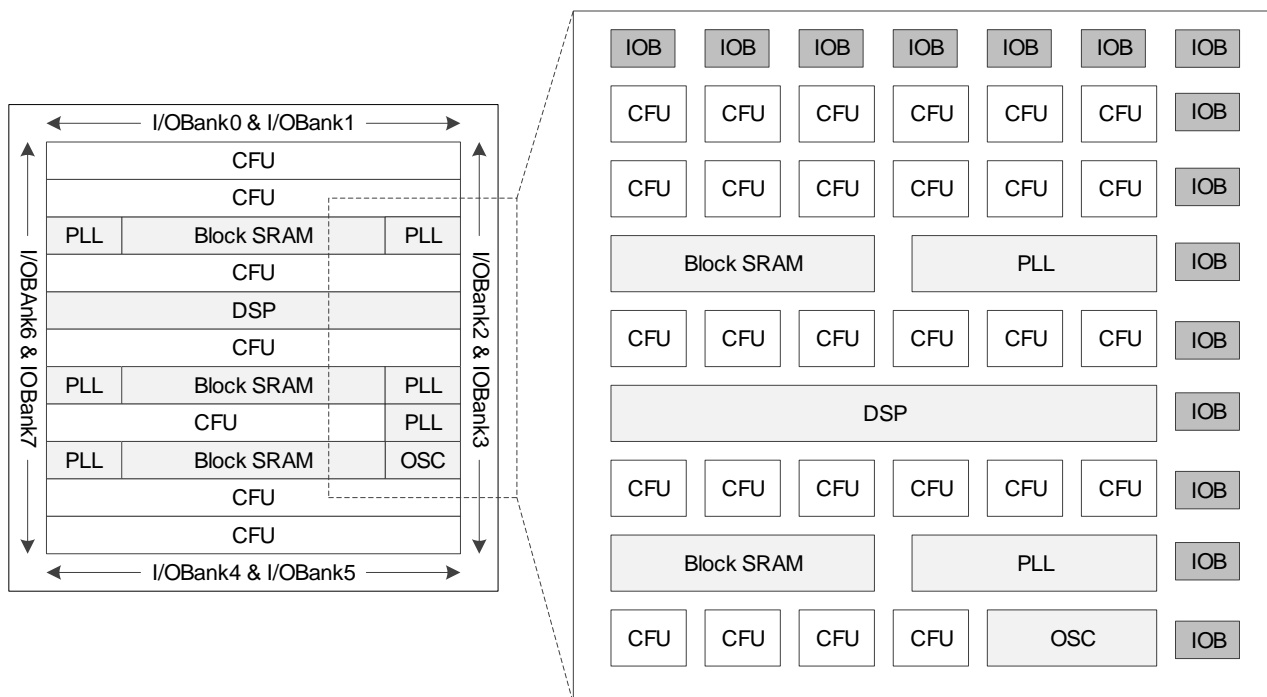 I/OBank0 & I/OBank1
CFU
CFU
PLL Block SRAM PLL
CFU
DSP
CFU
PLL Block SRAM PLL
CFU PLL
PLL Block SRAM OSC
CFU
CFU
I/OBank4 & I/OBank5
I/OBAnk6 & IOBank7
I/OBank2 & IOBank3
IOB IOB IOB IOB IOB IOB IOB
CFU CFU CFU CFU CFU CFU IOB
CFU CFU CFU CFU CFU CFU IOB
Block SRAM PLL IOB
CFU CFU CFU CFU CFU CFU IOB
DSP IOB
CFU CFU CFU CFU CFU CFU IOB
Block SRAM PLL IOB
CFU CFU CFU CFU OSC IOB